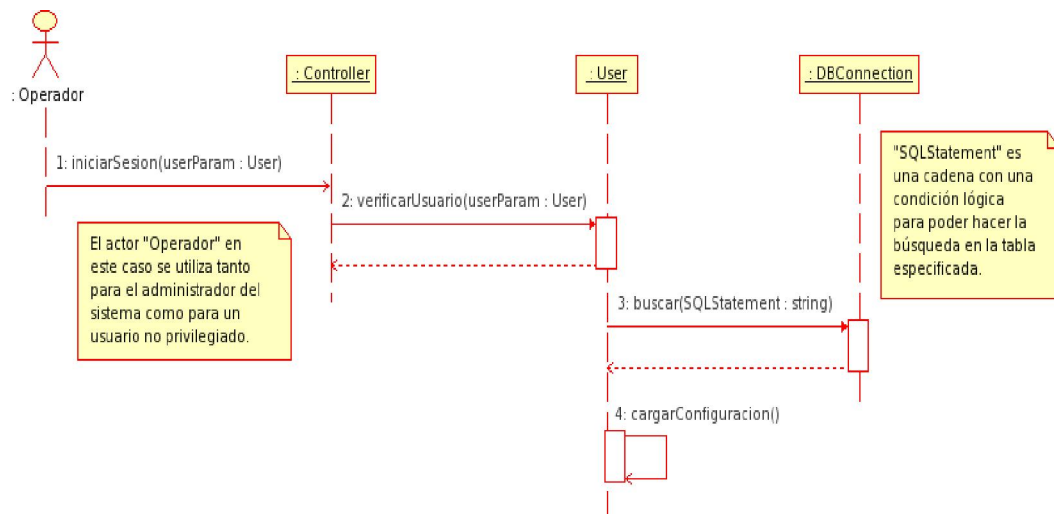 : Controller
: User
: DBConnection
: Operador
1: iniciarSesion(userParam : User)
2: verificarUsuario(userParam : User)
"SQLStatement" es
una cadena con una
condición lógica
para poder hacer la
búsqueda en la tabla
especificada.
El actor "Operador" en
este caso se utiliza tanto
para el administrador del
sistema como para un
usuario no privilegiado.
3: buscar(SQLStatement : string)
4: cargarConfiguracion()